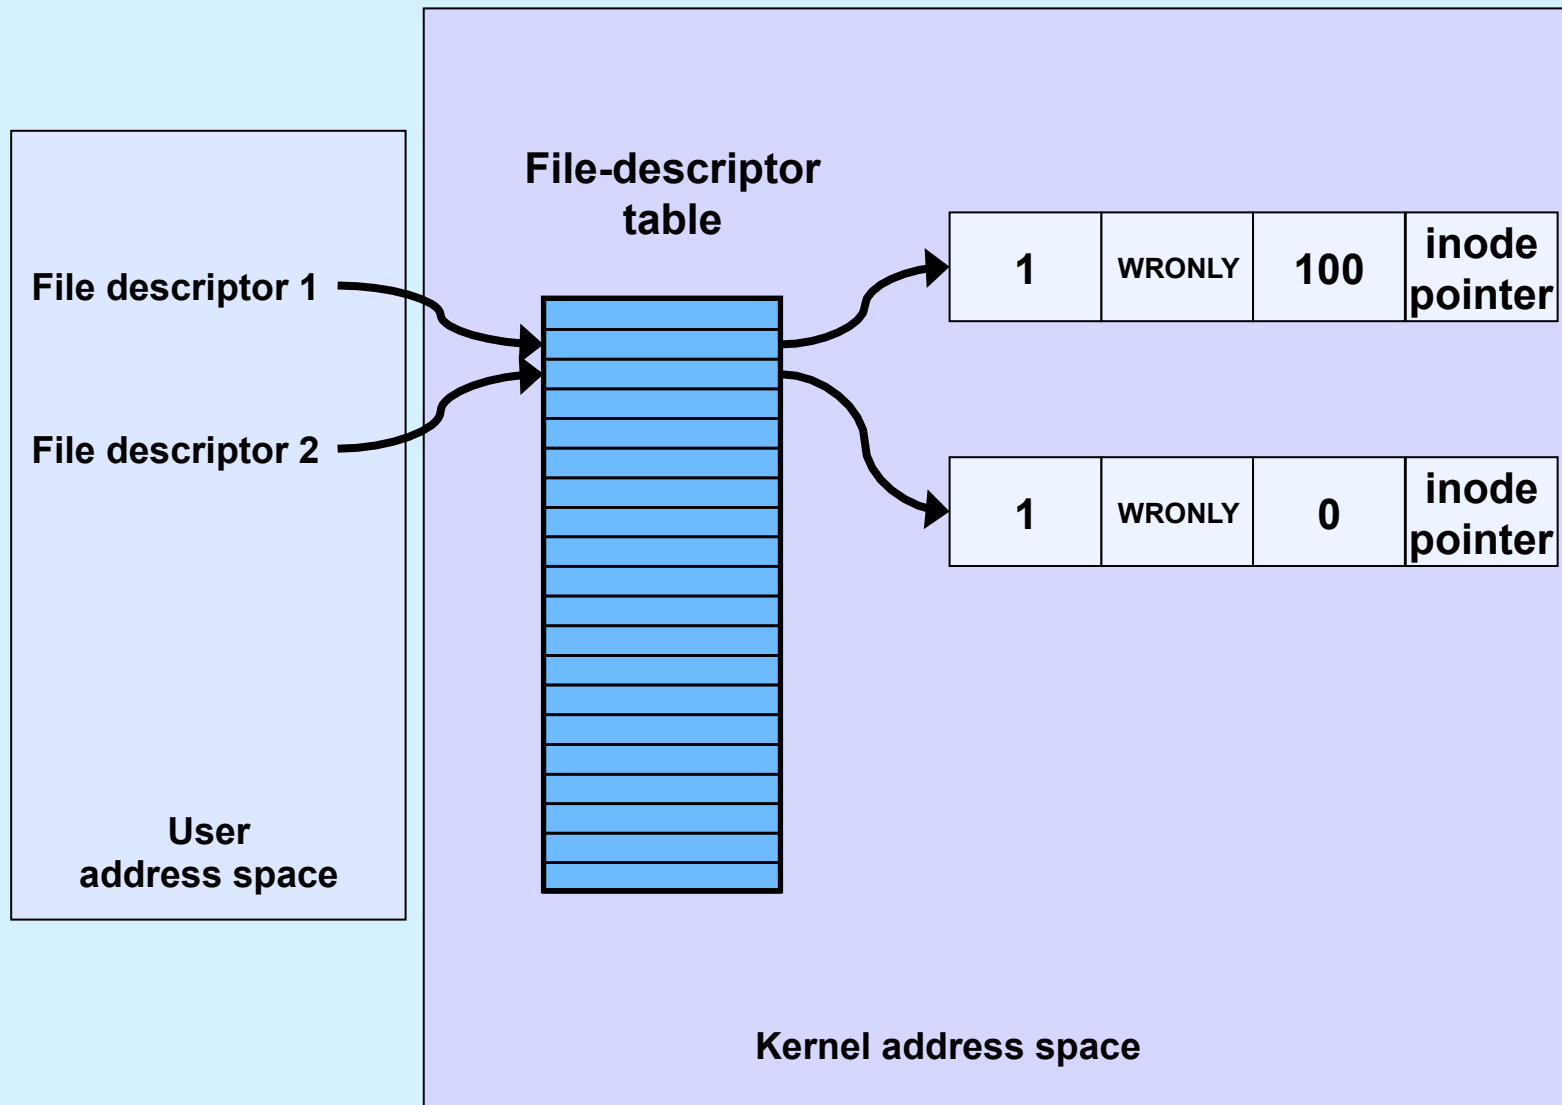 File-descriptor
table
File descriptor 1
File descriptor 2
1
WRONLY
100
inode
pointer
1
WRONLY
0
inode
pointer
User
address space
Kernel address space